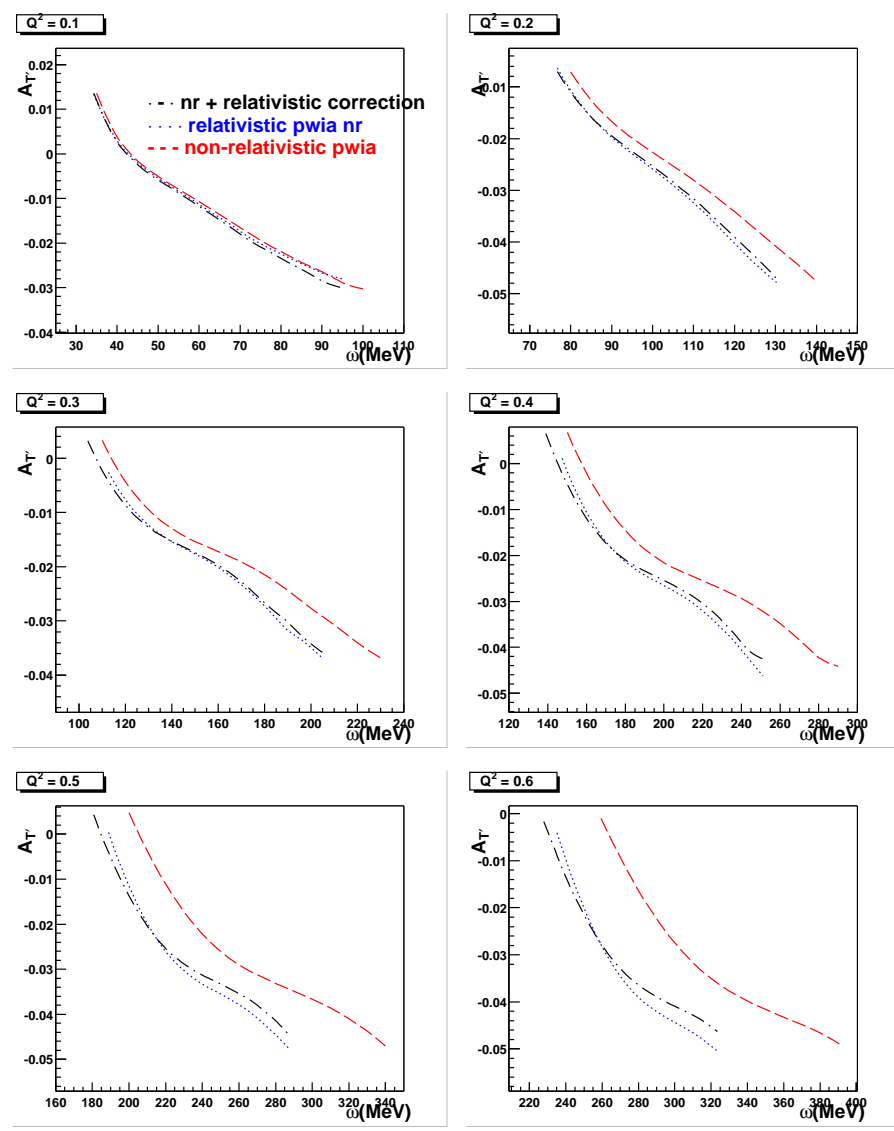 Q² = 0.1
A_T′
0.02
0.01
0
-0.01
-0.02
-0.03
-0.04
nr + relativistic correction
relativistic pwia nr
non-relativistic pwia
30 40 50 60 70 80 90 100 110
ω(MeV)
Q² = 0.2
A_T′
-0.01
-0.02
-0.03
-0.04
-0.05
70 80 90 100 110 120 130 140 150
ω(MeV)
Q² = 0.3
A_T′
0
-0.01
-0.02
-0.03
-0.04
100 120 140 160 180 200 220 240
ω(MeV)
Q² = 0.4
A_T′
0
-0.01
-0.02
-0.03
-0.04
-0.05
120 140 160 180 200 220 240 260 280 300
ω(MeV)
Q² = 0.5
A_T′
0
-0.01
-0.02
-0.03
-0.04
-0.05
160 180 200 220 240 260 280 300 320 340 360
ω(MeV)
Q² = 0.6
A_T′
0
-0.01
-0.02
-0.03
-0.04
-0.05
220 240 260 280 300 320 340 360 380 400
ω(MeV)